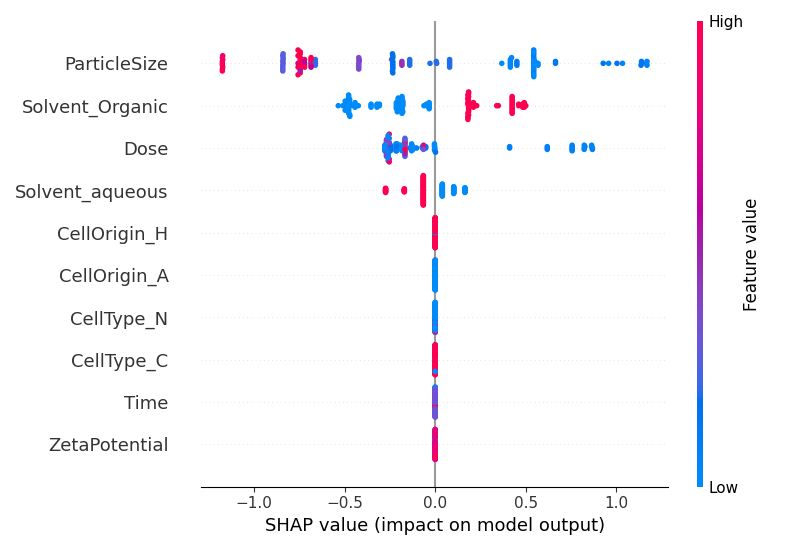 High
ParticleSize
Solvent_Organic
Dose
Solvent_aqueous
CellOrigin_H
CellOrigin_A
CellType_N
CellType_C
Time
ZetaPotential
Feature value
Low
−1.0 −0.5 0.0 0.5 1.0
SHAP value (impact on model output)